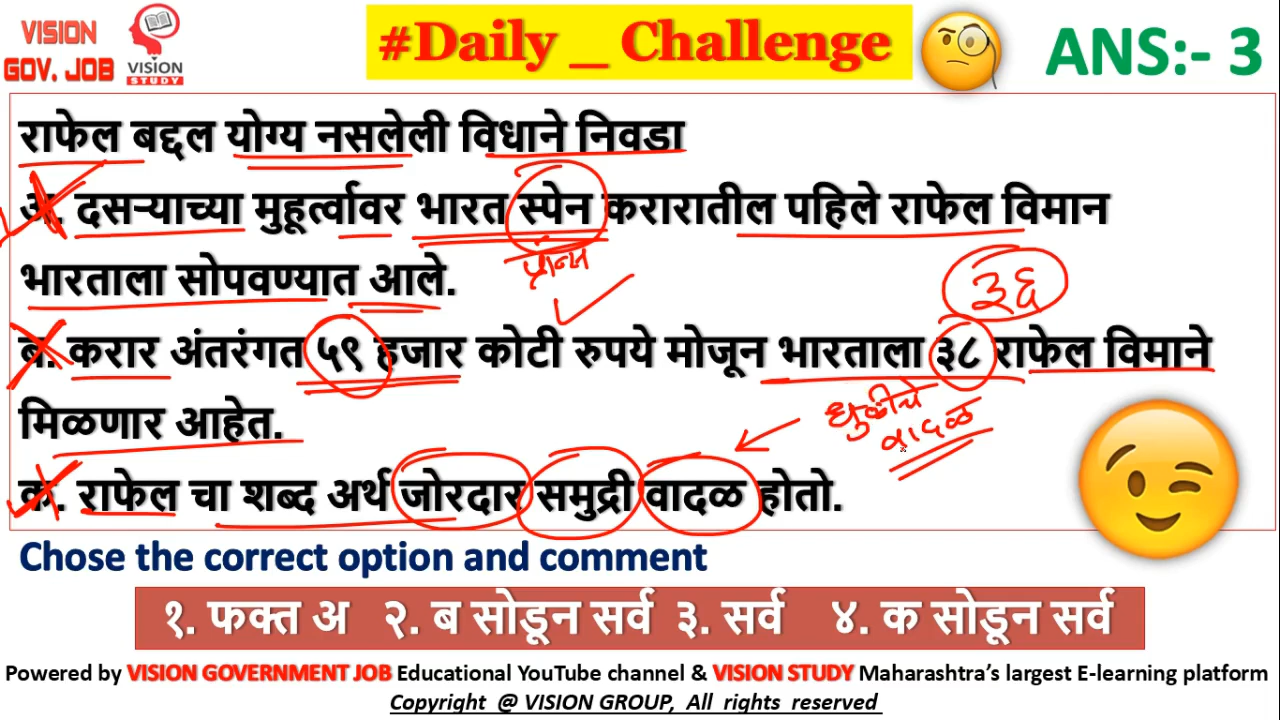 VISION
GOV. JOB
VISION
STUDY
#Daily _ Challenge
ANS:- 3
राफेल बद्दल योग्य नसलेली विधाने निवडा
अ. दसऱ्याच्या मुहूर्त्वावर भारत स्पेन करारातील पहिले राफेल विमान
भारताला सोपवण्यात आले.
फ्रान्स
३६
ब. करार अंतरंगत ५९ हजार कोटी रुपये मोजून भारताला ३८ राफेल विमाने
मिळणार आहेत.
धुळीचे
वादळ
क. राफेल चा शब्द अर्थ जोरदार समुद्री वादळ होतो.
Chose the correct option and comment
१. फक्त अ २. ब सोडून सर्व ३. सर्व ४. क सोडून सर्व
Powered by VISION GOVERNMENT JOB Educational YouTube channel & VISION STUDY Maharashtra's largest E-learning platform
Copyright @ VISION GROUP, All rights reserved